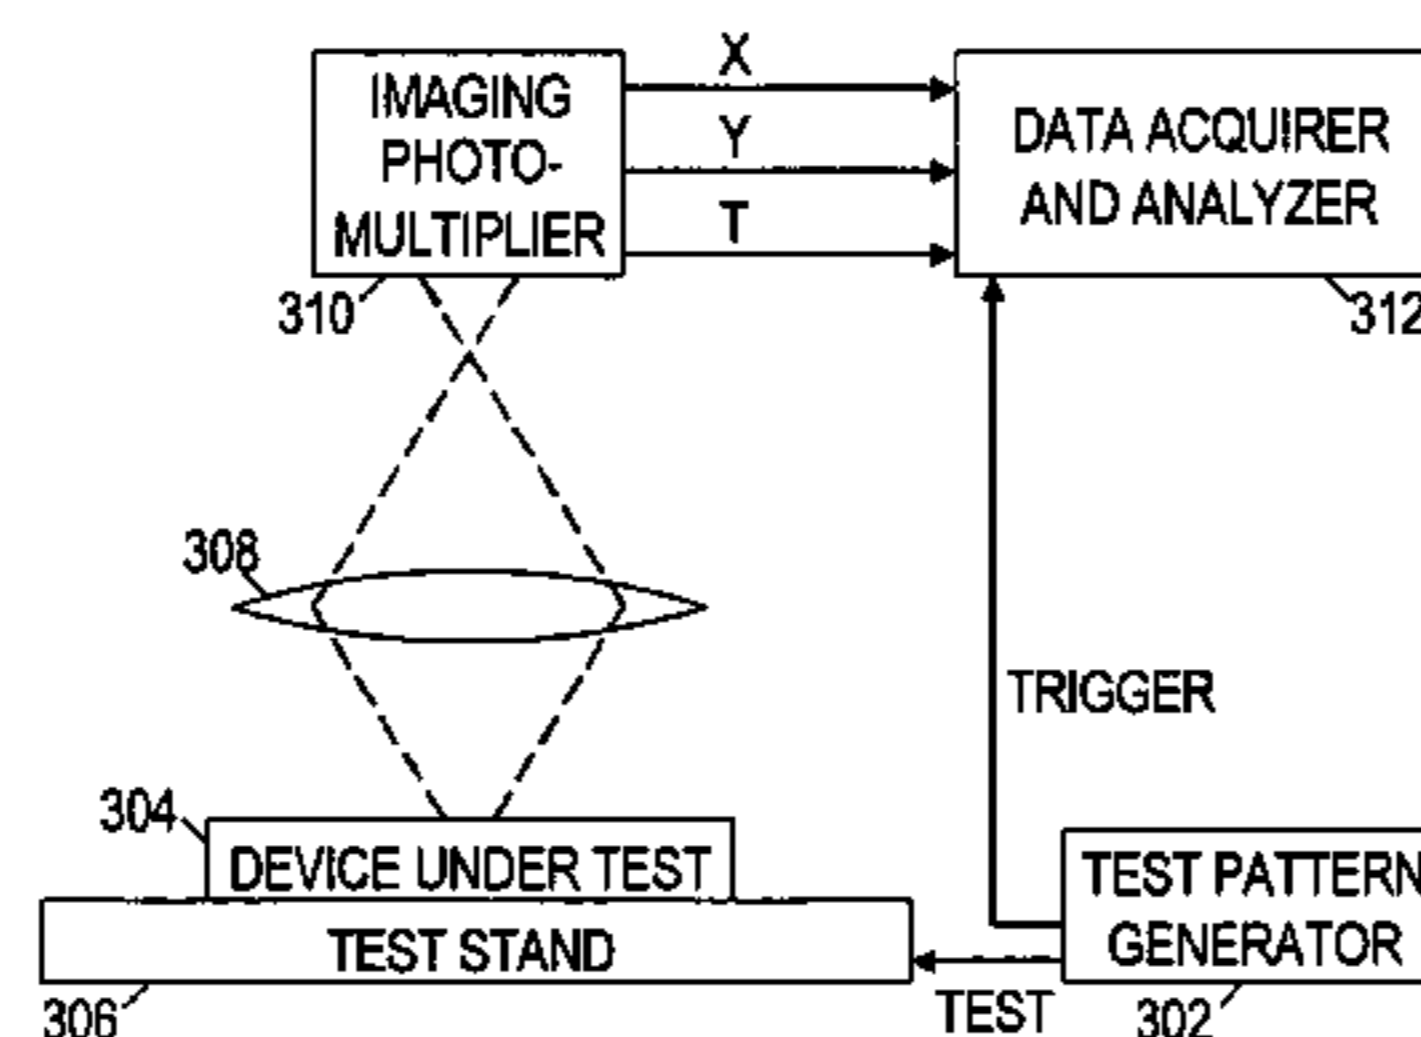 X
IMAGING
PHOTO-
MULTIPLIER
Y
T
DATA ACQUIRER
AND ANALYZER
310
312
308
TRIGGER
304
DEVICE UNDER TEST
TEST STAND
TEST PATTERN
GENERATOR
306
TEST
302